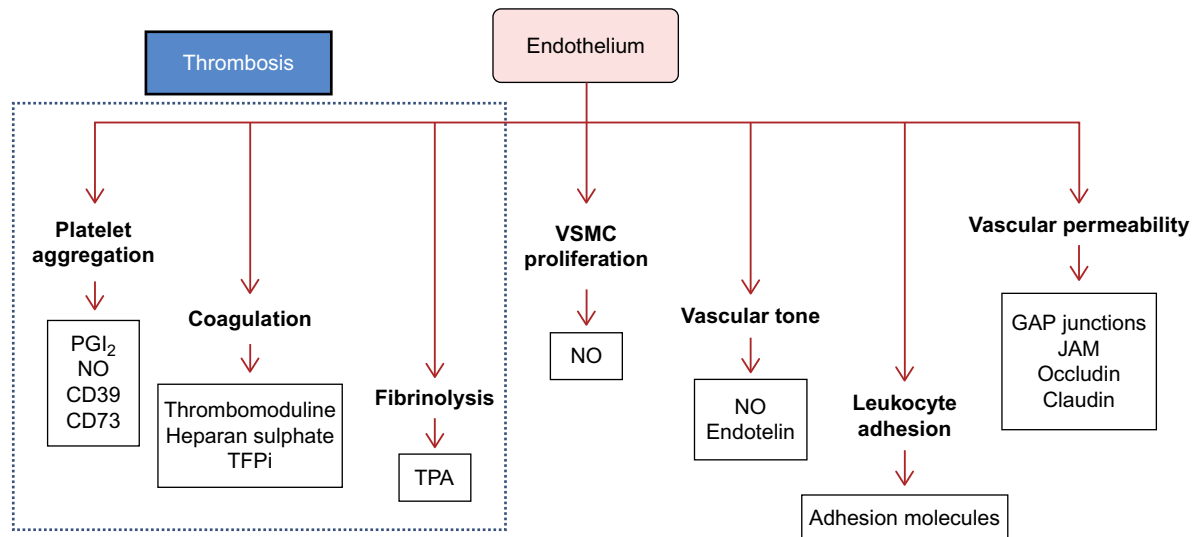 Thrombosis
Endothelium
Platelet
aggregation
PGI₂
NO
CD39
CD73
Coagulation
Thrombomoduline
Heparan sulphate
TFPi
Fibrinolysis
TPA
VSMC
proliferation
NO
Vascular tone
NO
Endotelin
Leukocyte
adhesion
Adhesion molecules
Vascular permeability
GAP junctions
JAM
Occludin
Claudin